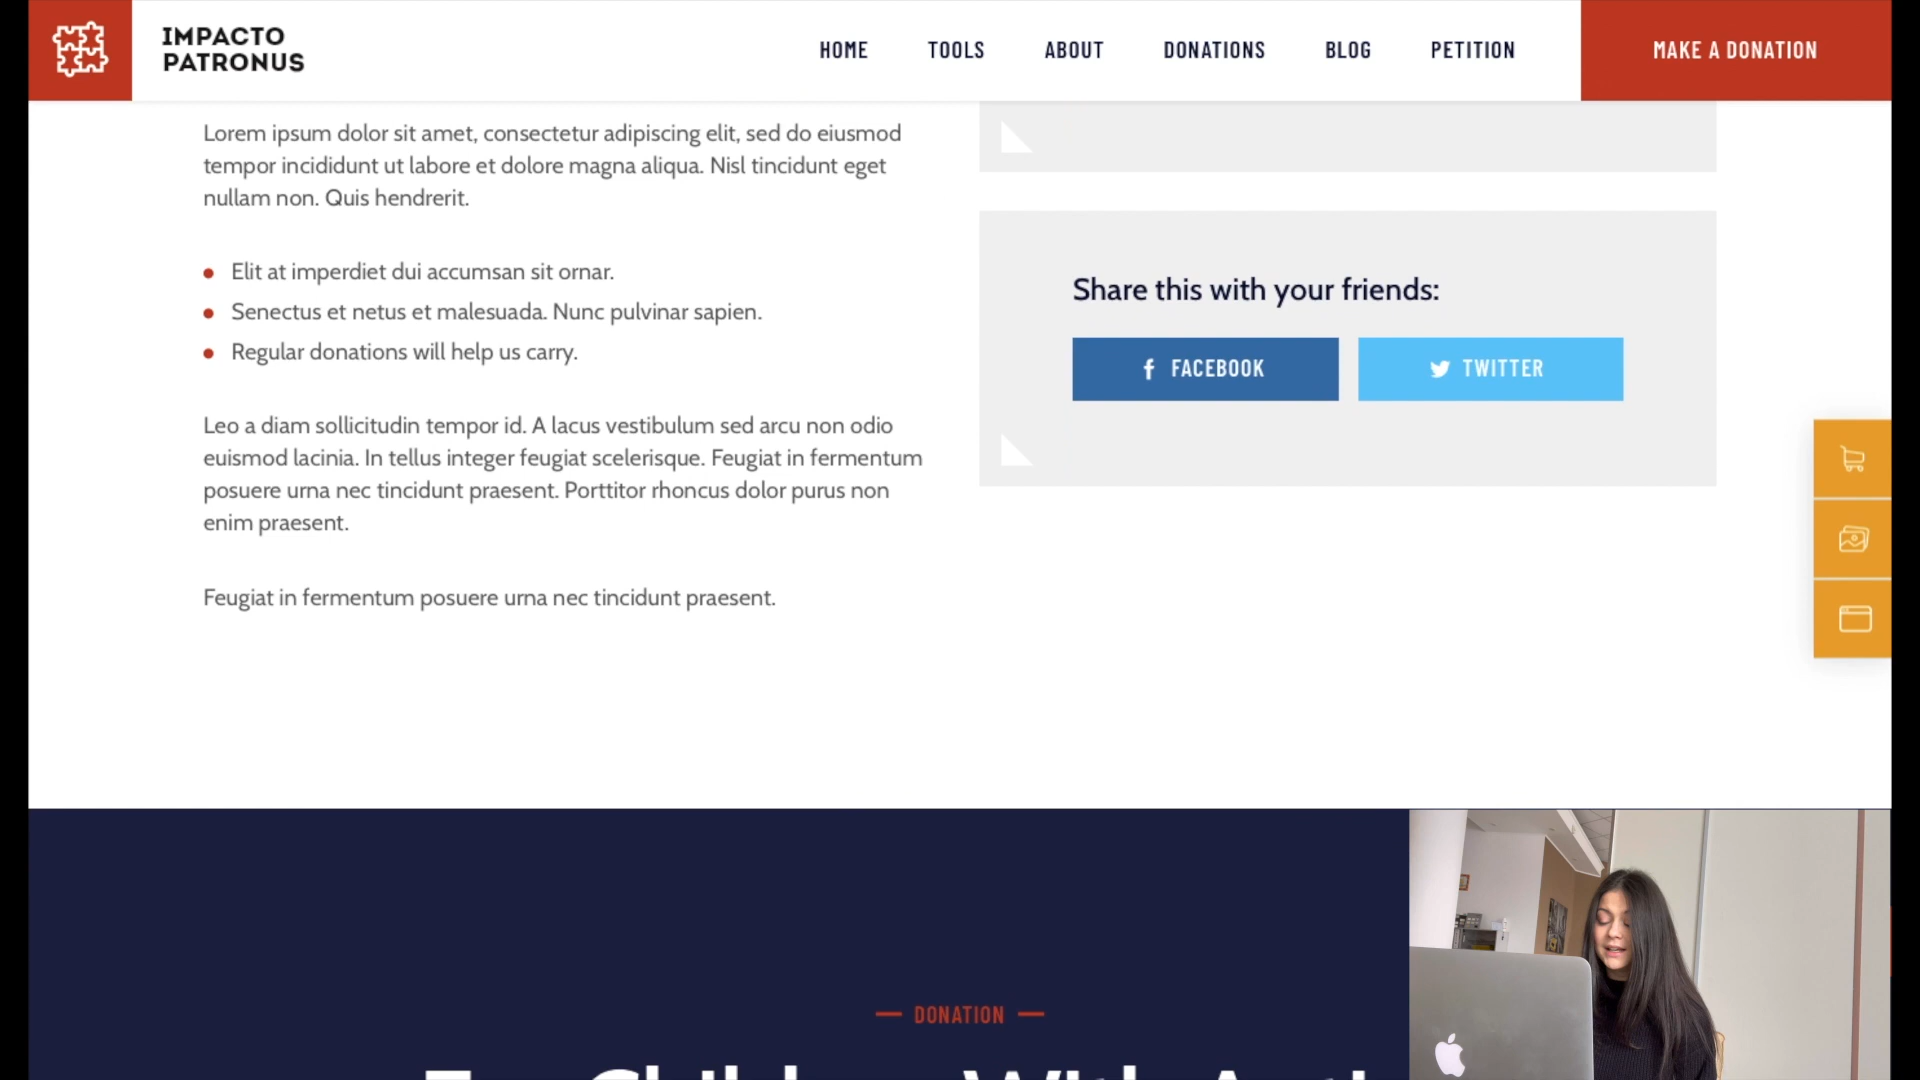 IMPACTO
PATRONUS
HOME
TOOLS
ABOUT
DONATIONS
BLOG
PETITION
MAKE A DONATION
Lorem ipsum dolor sit amet, consectetur adipiscing elit, sed do eiusmod
tempor incididunt ut labore et dolore magna aliqua. Nisl tincidunt eget
nullam non. Quis hendrerit.
Elit at imperdiet dui accumsan sit ornar.
Senectus et netus et malesuada. Nunc pulvinar sapien.
Regular donations will help us carry.
Leo a diam sollicitudin tempor id. A lacus vestibulum sed arcu non odio
euismod lacinia. In tellus integer feugiat scelerisque. Feugiat in fermentum
posuere urna nec tincidunt praesent. Porttitor rhoncus dolor purus non
enim praesent.
Feugiat in fermentum posuere urna nec tincidunt praesent.
Share this with your friends:
FACEBOOK
TWITTER
DONATION